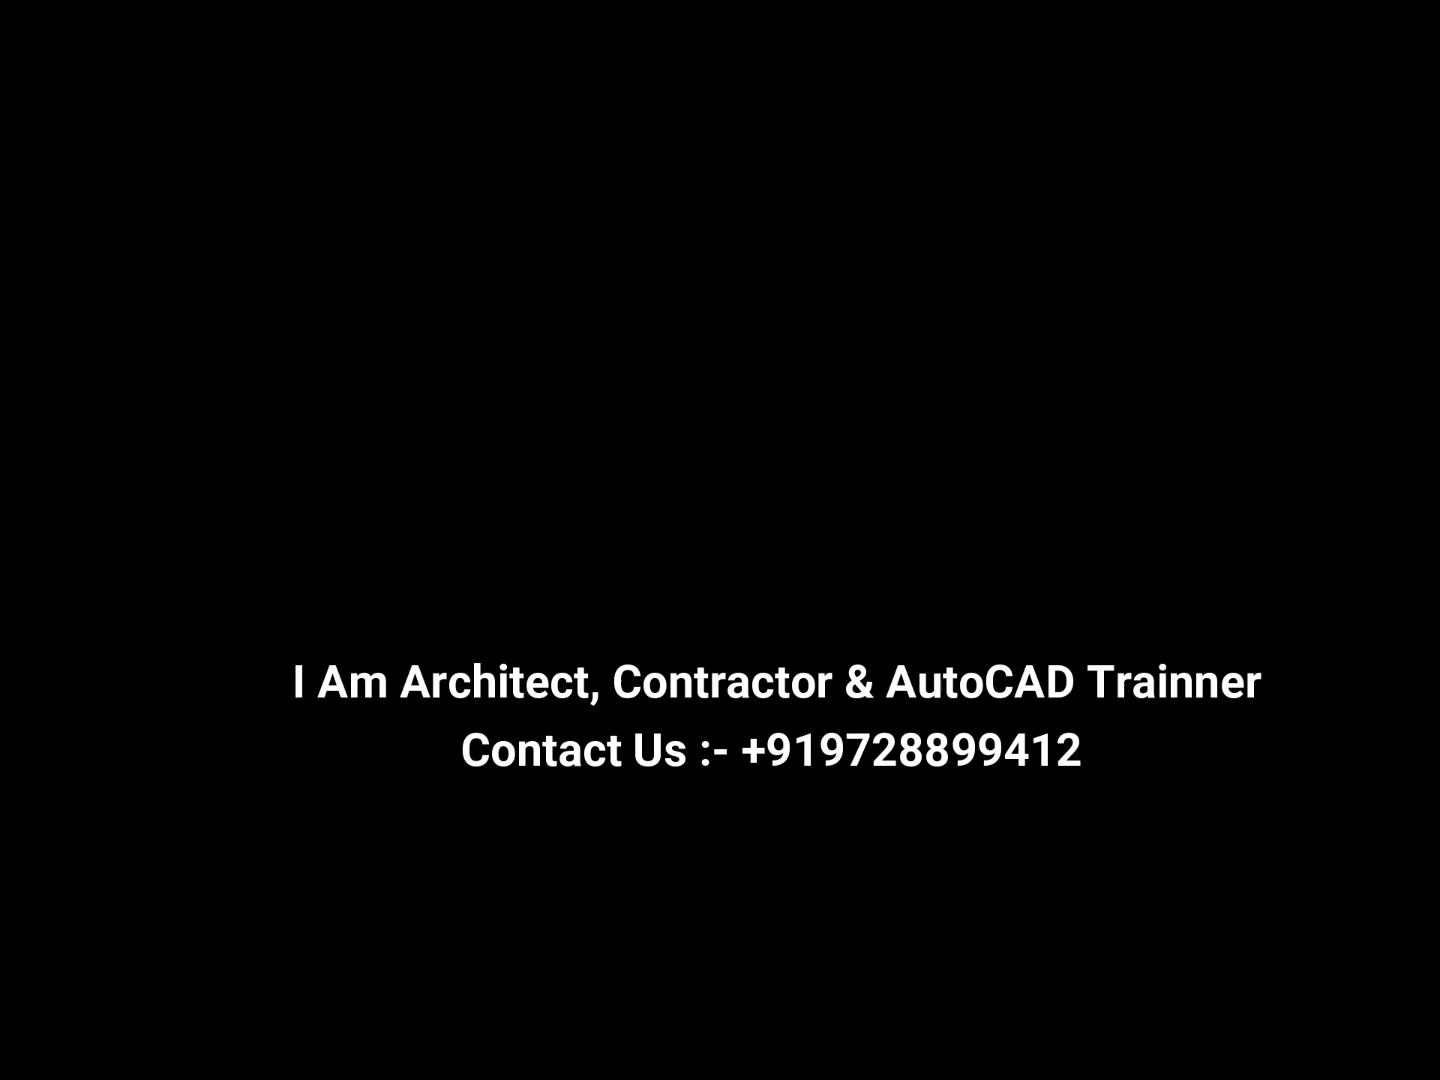 I Am Architect, Contractor & AutoCAD Trainner
Contact Us :- +919728899412